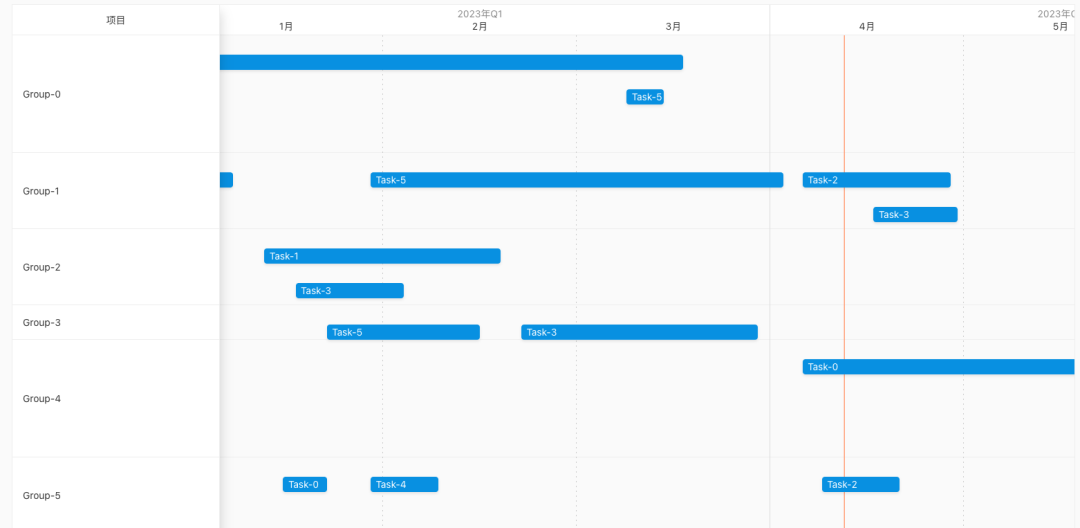 项目
2023年Q1
2023年Q
1月
2月
3月
4月
5月
Group-0
Task-5
Group-1
Task-5
Task-2
Task-3
Group-2
Task-1
Task-3
Group-3
Task-5
Task-3
Group-4
Task-0
Group-5
Task-0
Task-4
Task-2